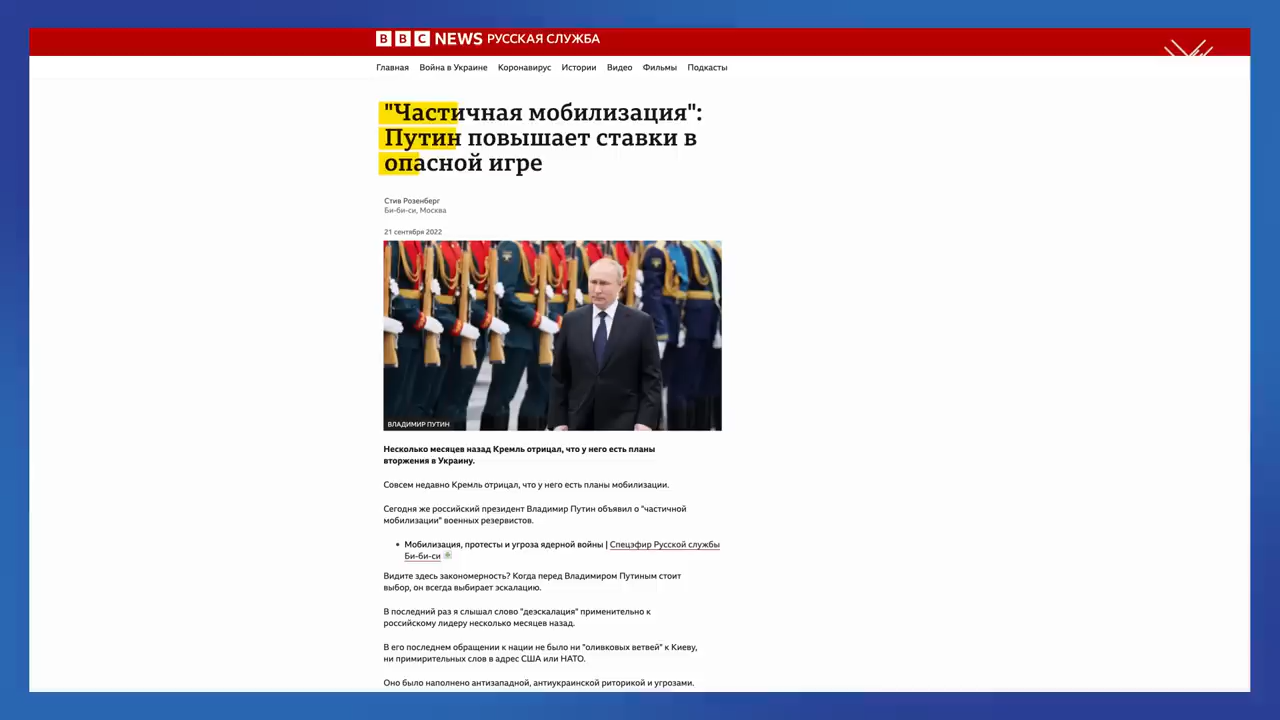 BBC NEWS РУССКАЯ СЛУЖБА
Главная Война в Украине Коронавирус Истории Видео Фильмы Подкасты
"Частичная мобилизация":
Путин повышает ставки в
опасной игре
Стив Розенберг
Би-би-си, Москва
21 сентября 2022
ВЛАДИМИР ПУТИН
Несколько месяцев назад Кремль отрицал, что у него есть планы
вторжения в Украину.
Совсем недавно Кремль отрицал, что у него есть планы мобилизации.
Сегодня же российский президент Владимир Путин объявил о "частичной
мобилизации" военных резервистов.
• Мобилизация, протесты и угроза ядерной войны | Спецэфир Русской службы
Би-би-си
Видите здесь закономерность? Когда перед Владимиром Путиным стоит
выбор, он всегда выбирает эскалацию.
В последний раз я слышал слово "деэскалация" применительно к
российскому лидеру несколько месяцев назад.
В его последнем обращении к нации не было ни "оливковых ветвей" к Киеву,
ни примирительных слов в адрес США или НАТО.
Оно было наполнено антизападной, антиукраинской риторикой и угрозами.